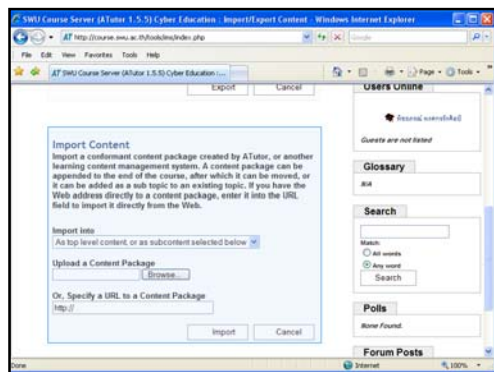 SWU Course Server (ATutor 1.5.5) Cyber Education : Import/Export Content - Windows Internet Explorer
http://course.swu.ac.th/tools/ims/index.php
Google
File Edit View Favorites Tools Help
SWU Course Server (ATutor 1.5.5) Cyber Education :...
Page Tools
Export Cancel
Users Online
Guests are not listed
Import Content
Import a conformant content package created by ATutor, or another
learning content management system. A content package can be
appended to the end of the course, after which it can be moved, or
it can be added as a sub topic to an existing topic. If you have the
Web address directly to a content package, enter it into the URL
field to import it directly from the Web.
Glossary
N/A
Import into
As top level content, or as subcontent selected below
Search
Match:
All words
Any word
Search
Upload a Content Package
Browse...
Or, Specify a URL to a Content Package
http://
Import Cancel
Polls
None Found.
Forum Posts
Done
Internet
100%